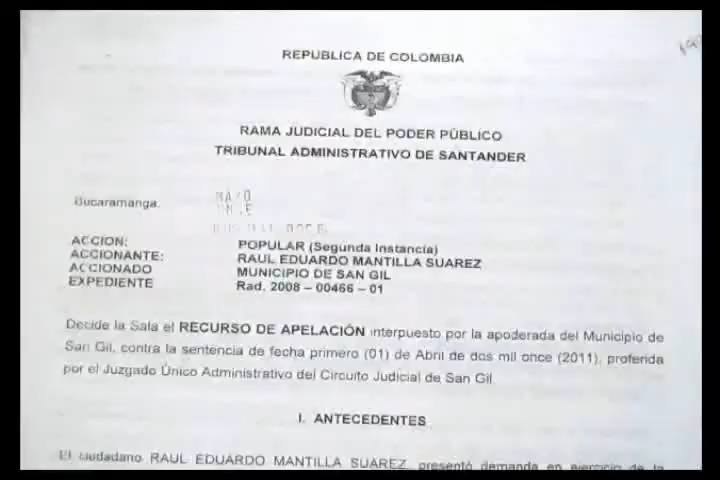 REPUBLICA DE COLOMBIA
RAMA JUDICIAL DEL PODER PÚBLICO
TRIBUNAL ADMINISTRATIVO DE SANTANDER
Bucaramanga,
MAYO
ONCE
DOCE
ACCION: POPULAR (Segunda Instancia)
ACCIONANTE: RAUL EDUARDO MANTILLA SUAREZ
ACCIONADO MUNICIPIO DE SAN GIL
EXPEDIENTE Rad. 2008 – 00466 – 01
Decide la Sala el RECURSO DE APELACIÓN interpuesto por la apoderada del Municipio de
San Gil, contra la sentencia de fecha primero (01) de Abril de dos mil once (2011), proferida
por el Juzgado Único Administrativo del Circuito Judicial de San Gil.
I. ANTECEDENTES
El ciudadano RAUL EDUARDO MANTILLA SUAREZ, presentó demanda en ejercicio de la